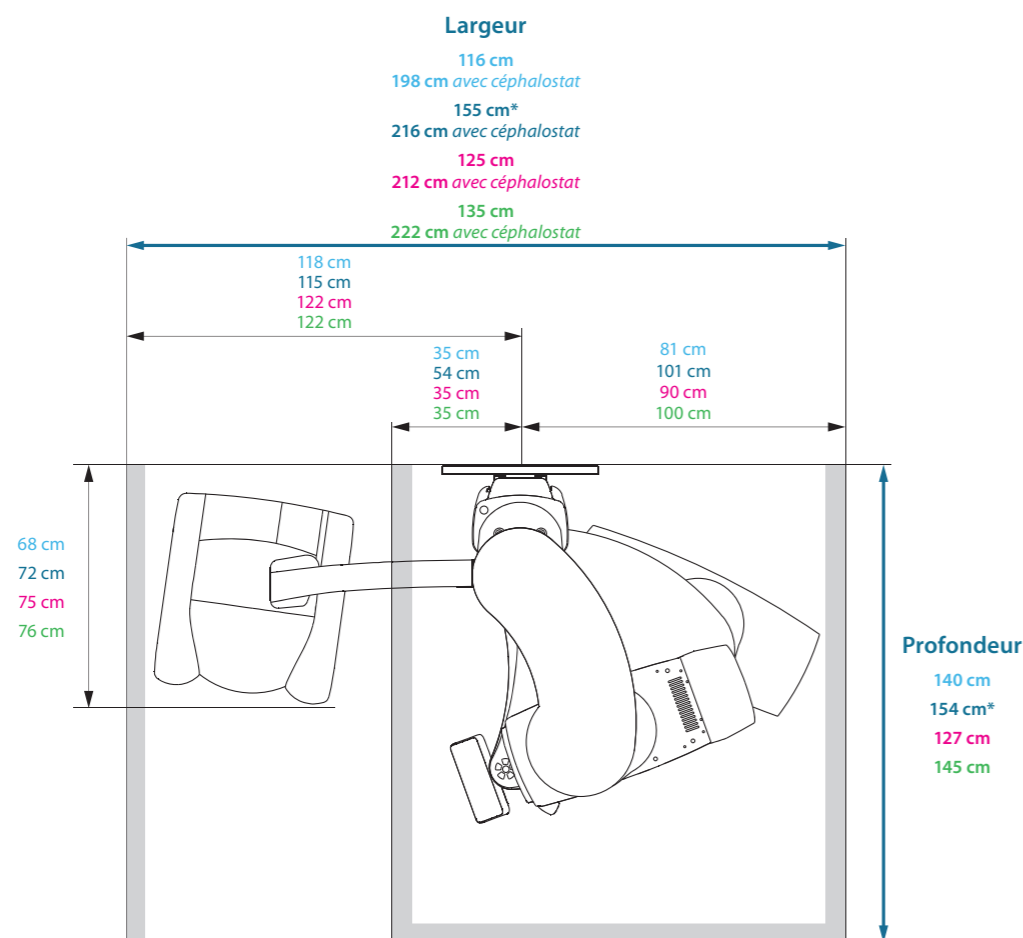 Largeur
116 cm
198 cm avec céphalostat
155 cm*
216 cm avec céphalostat
125 cm
212 cm avec céphalostat
135 cm
222 cm avec céphalostat
118 cm
115 cm
122 cm
122 cm
35 cm
54 cm
35 cm
35 cm
81 cm
101 cm
90 cm
100 cm
68 cm
72 cm
75 cm
76 cm
Profondeur
140 cm
154 cm*
127 cm
145 cm